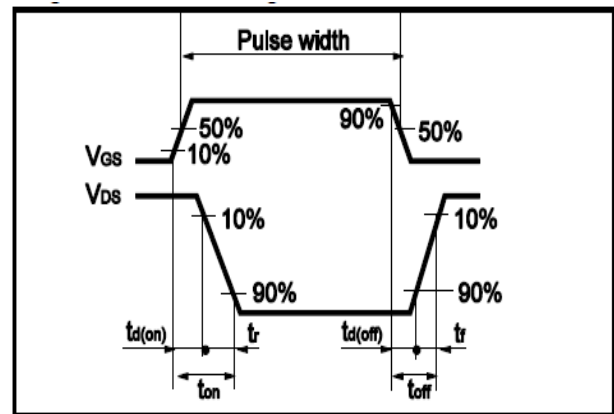 Pulse width
90%
50%
50%
10%
VGS
VDS
10%
10%
90%
90%
td(on)
tr
td(off)
tf
ton
toff